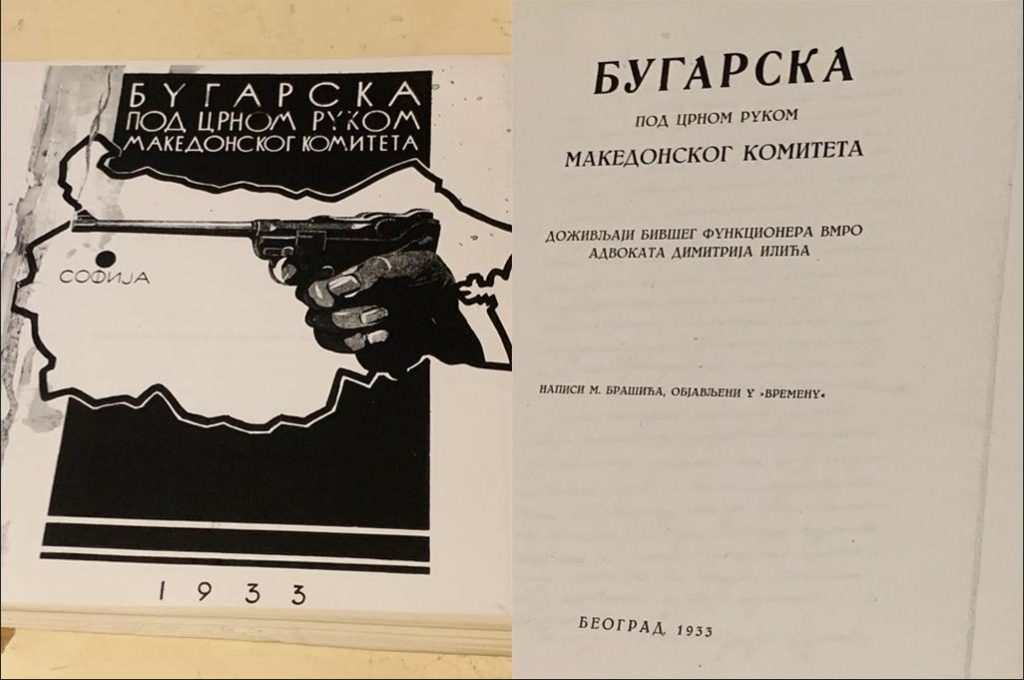 БУГАРСКА
ПОД ЦРНОМ РУКОМ
МАКЕДОНСКОГ КОМИТЕТА
СОФИЈА
1933
БУГАРСКА
ПОД ЦРНОМ РУКОМ
МАКЕДОНСКОГ КОМИТЕТА
ДОЖИВЉАЈИ БИВШЕГ ФУНКЦИОНЕРА ВМРО
АДВОКАТА ДИМИТРИЈА ИЛИЋА
НАПИСИ М. БРАШИЋА, ОБЈАВЉЕНИ У »ВРЕМЕНУ«
БЕОГРАД, 1933